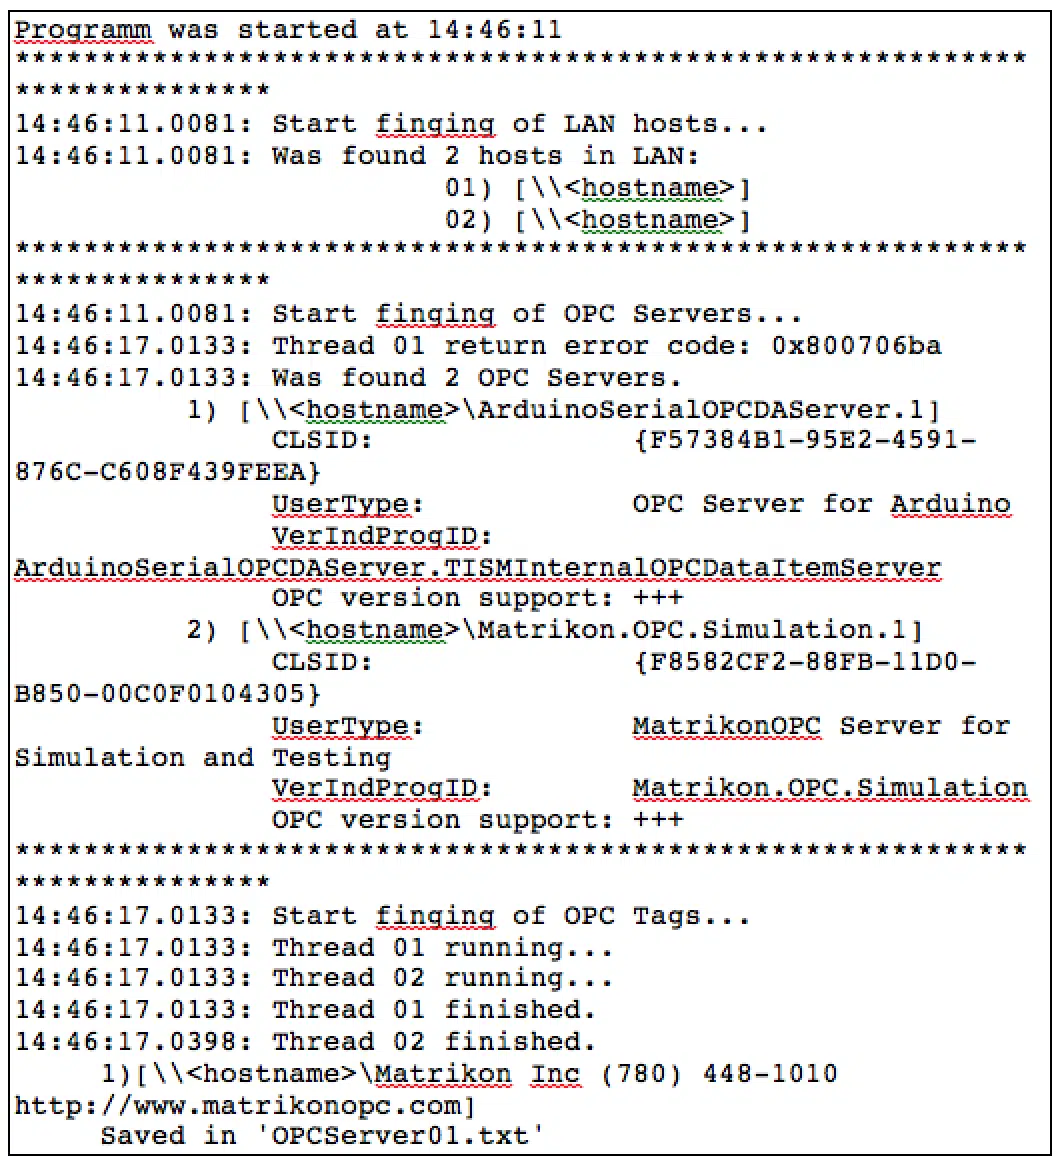 Programm was started at 14:46:11
***********************************************************
***************
14:46:11.0081: Start finging of LAN hosts...
14:46:11.0081: Was found 2 hosts in LAN:
01) [\\<hostname>]
02) [\\<hostname>]
***********************************************************
***************
14:46:11.0081: Start finging of OPC Servers...
14:46:17.0133: Thread 01 return error code: 0x800706ba
14:46:17.0133: Was found 2 OPC Servers.
1) [\\<hostname>\ArduinoSerialOPCDAServer.1]
CLSID: {F57384B1-95E2-4591-
876C-C608F439FEEA}
UserType: OPC Server for Arduino
VerIndProgID:
ArduinoSerialOPCDAServer.TISMInternalOPCDataItemServer
OPC version support: +++
2) [\\<hostname>\Matrikon.OPC.Simulation.1]
CLSID: {F8582CF2-88FB-11D0-
B850-00C0F0104305}
UserType: MatrikonOPC Server for
Simulation and Testing
VerIndProgID: Matrikon.OPC.Simulation
OPC version support: +++
***********************************************************
***************
14:46:17.0133: Start finging of OPC Tags...
14:46:17.0133: Thread 01 running...
14:46:17.0133: Thread 02 running...
14:46:17.0133: Thread 01 finished.
14:46:17.0398: Thread 02 finished.
1)[\\<hostname>\Matrikon Inc (780) 448-1010
http://www.matrikonopc.com]
Saved in 'OPCServer01.txt'